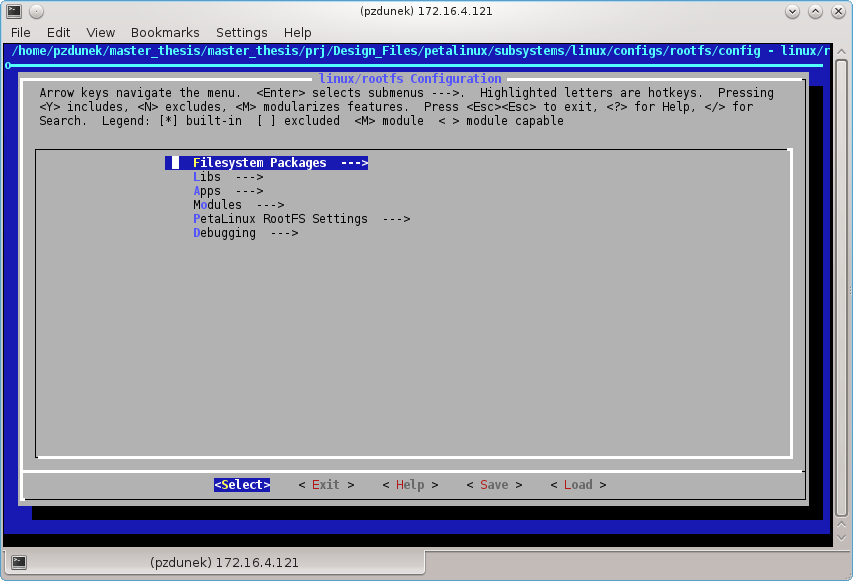 (pzdunek) 172.16.4.121
File Edit View Bookmarks Settings Help
/home/pzdunek/master_thesis/master_thesis/prj/Design_Files/petalinux/subsystems/linux/configs/rootfs/config - linux/r
linux/rootfs Configuration
Arrow keys navigate the menu. <Enter> selects submenus --->. Highlighted letters are hotkeys. Pressing
<Y> includes, <N> excludes, <M> modularizes features. Press <Esc><Esc> to exit, <?> for Help, </> for
Search. Legend: [*] built-in [ ] excluded <M> module < > module capable
Filesystem Packages --->
Libs --->
Apps --->
Modules --->
PetaLinux RootFS Settings --->
Debugging --->
<Select> < Exit > < Help > < Save > < Load >
(pzdunek) 172.16.4.121